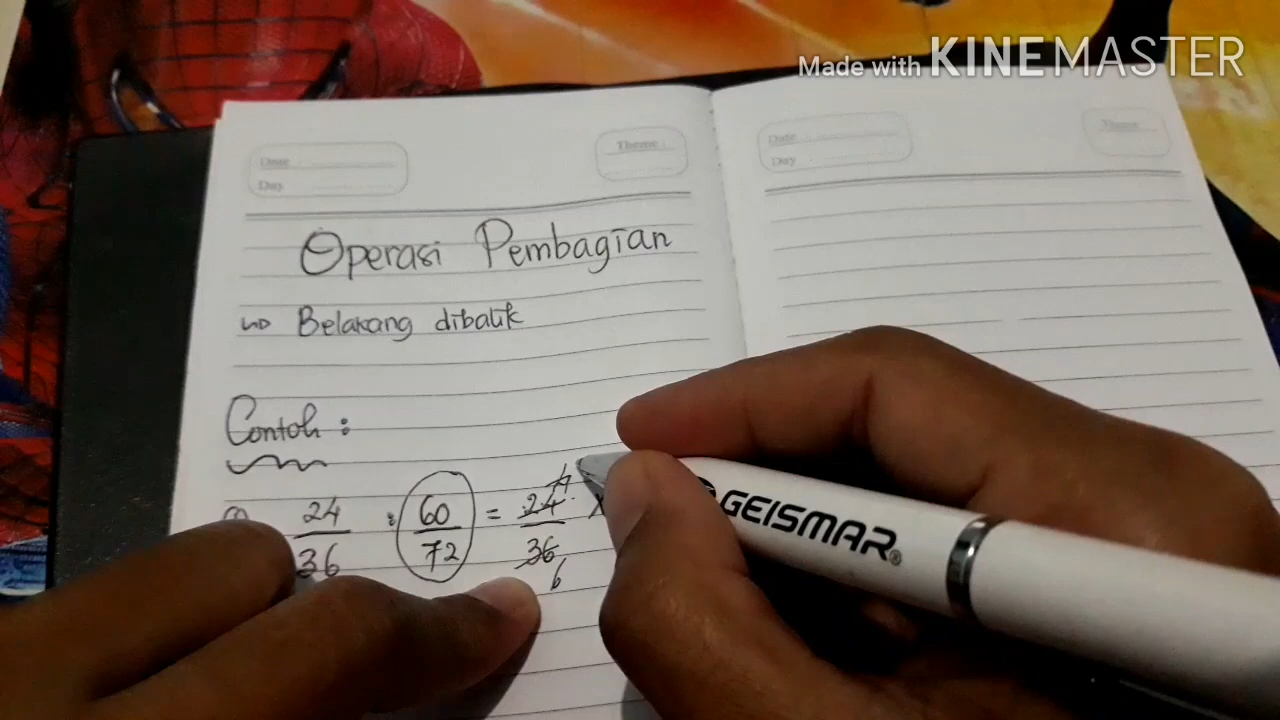 Made with KINEMASTER
Date
Day
Theme :
Date
Day
Theme
Operasi Pembagian
Belakang dibalik
Contoh :
24/36 : 60/72 = 24/36 x
6
GEISMAR®